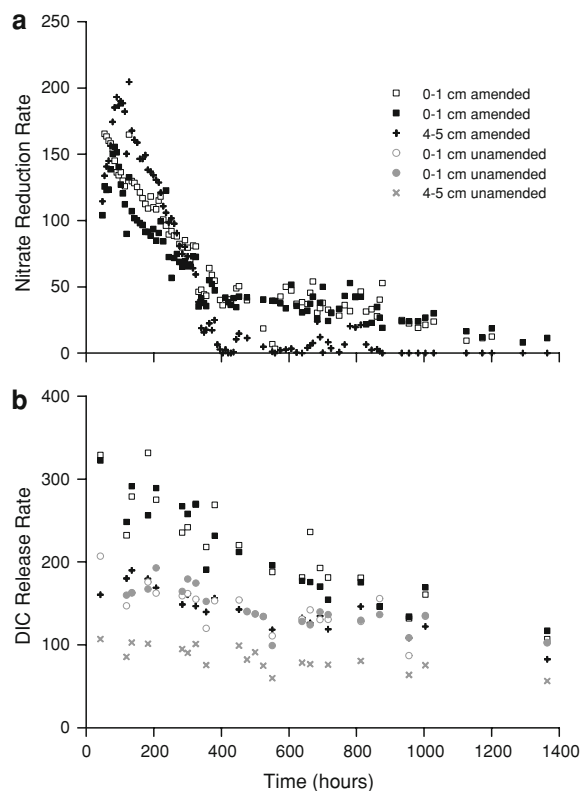 a
250
200
150
100
50
0
Nitrate Reduction Rate
0-1 cm amended
0-1 cm amended
4-5 cm amended
0-1 cm unamended
0-1 cm unamended
4-5 cm unamended
b
400
300
200
100
0
DIC Release Rate
0 200 400 600 800 1000 1200 1400
Time (hours)